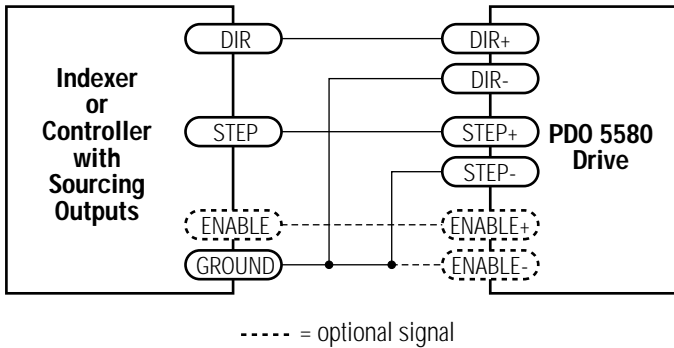 Indexer
or
Controller
with
Sourcing
Outputs
DIR
STEP
ENABLE
GROUND
DIR+
DIR-
STEP+
STEP-
ENABLE+
ENABLE-
PDO 5580
Drive
= optional signal